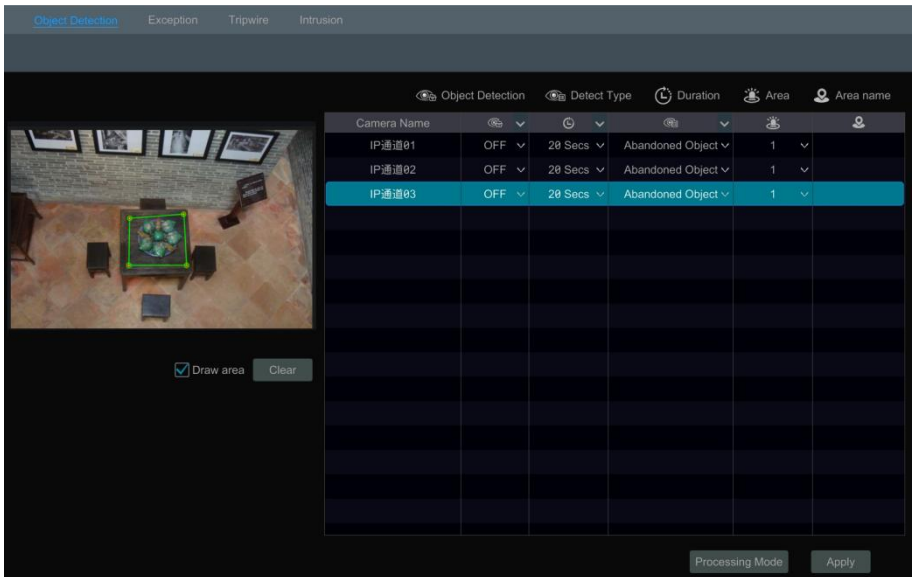 Object Detection Exception Tripwire Intrusion
Object Detection Detect Type Duration Area Area name
Camera Name
IP通道01 OFF 20 Secs Abandoned Object 1
IP通道02 OFF 20 Secs Abandoned Object 1
IP通道03 OFF 20 Secs Abandoned Object 1
Draw area Clear
Processing Mode Apply